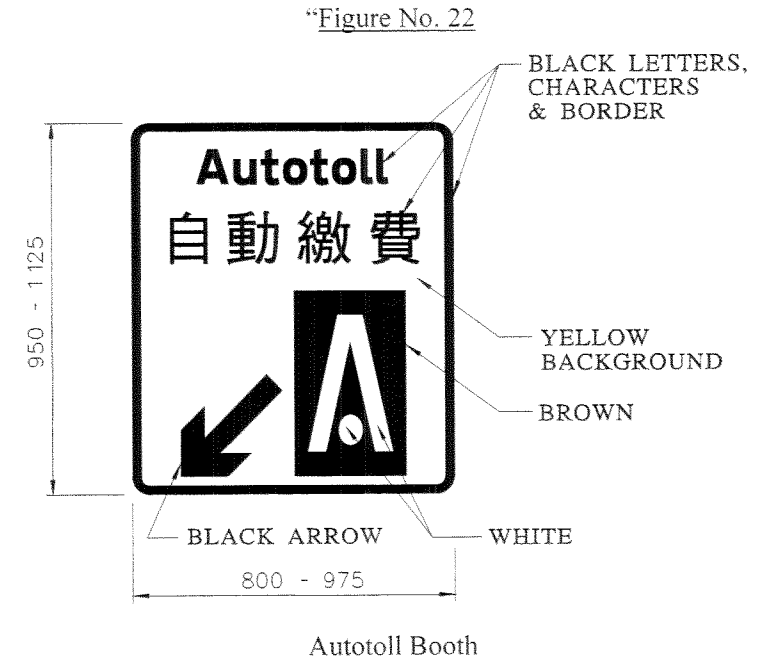 “Figure No. 22
BLACK LETTERS,
CHARACTERS
& BORDER
Autotoll
自動繳費
950 - 1125
YELLOW
BACKGROUND
BROWN
BLACK ARROW
WHITE
800 - 975
Autotoll Booth